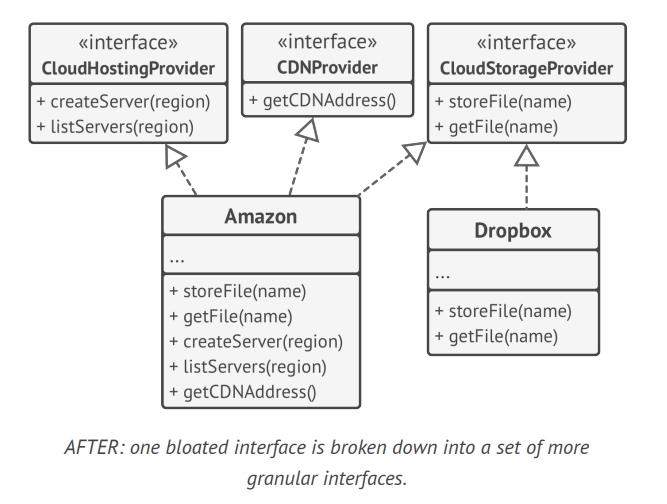 «interface»
CloudHostingProvider
+ createServer(region)
+ listServers(region)
«interface»
CDNProvider
+ getCDNAddress()
«interface»
CloudStorageProvider
+ storeFile(name)
+ getFile(name)
Amazon
...
+ storeFile(name)
+ getFile(name)
+ createServer(region)
+ listServers(region)
+ getCDNAddress()
Dropbox
...
+ storeFile(name)
+ getFile(name)
AFTER: one bloated interface is broken down into a set of more
granular interfaces.